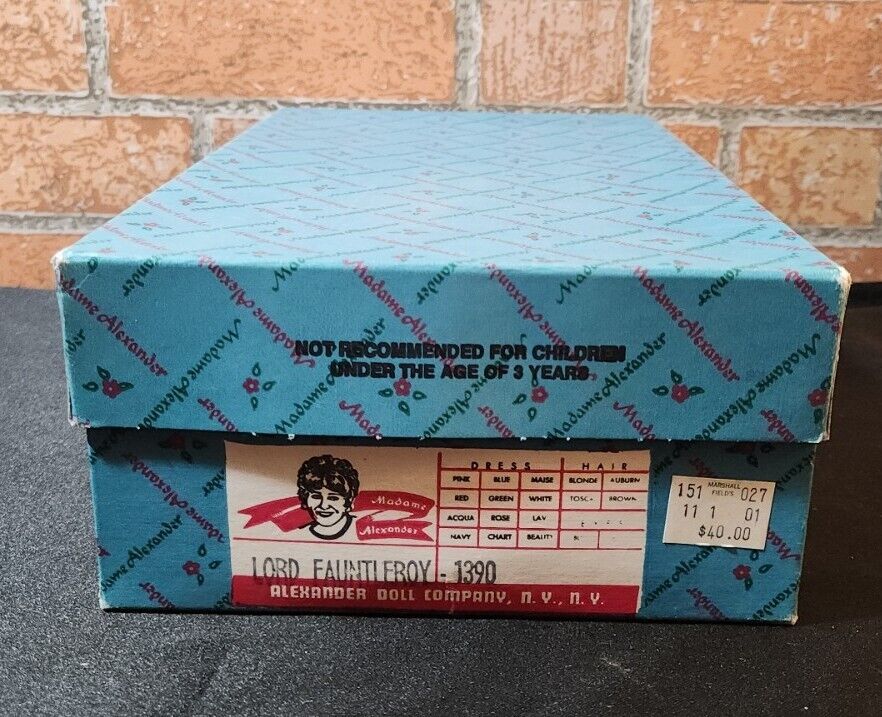 Madame Alexander
NOT RECOMMENDED FOR CHILDREN
UNDER THE AGE OF 3 YEARS
Madame
Alexander
DRESS HAIR
PINK BLUE MAISE BLONDE AUBURN
RED GREEN WHITE TOSCA BROWN
ACQUA ROSE LAV
NAVY CHART BEAUTY
LORD FAUNTLEROY - 1390
ALEXANDER DOLL COMPANY, N. Y., N. Y.
151 MARSHALL FIELD'S 027
11 1 01
$40.00